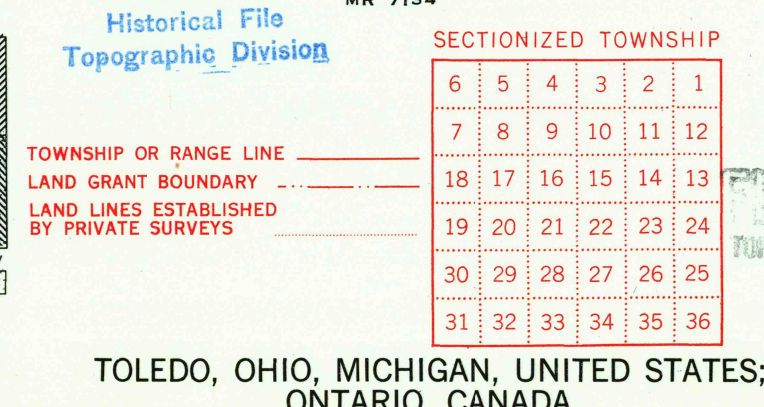 MR 7134
Historical File
Topographic Division
SECTIONIZED TOWNSHIP
6 5 4 3 2 1
7 8 9 10 11 12
18 17 16 15 14 13
19 20 21 22 23 24
30 29 28 27 26 25
31 32 33 34 35 36
TOWNSHIP OR RANGE LINE
LAND GRANT BOUNDARY
LAND LINES ESTABLISHED
BY PRIVATE SURVEYS
TOLEDO, OHIO, MICHIGAN, UNITED STATES;
ONTARIO, CANADA